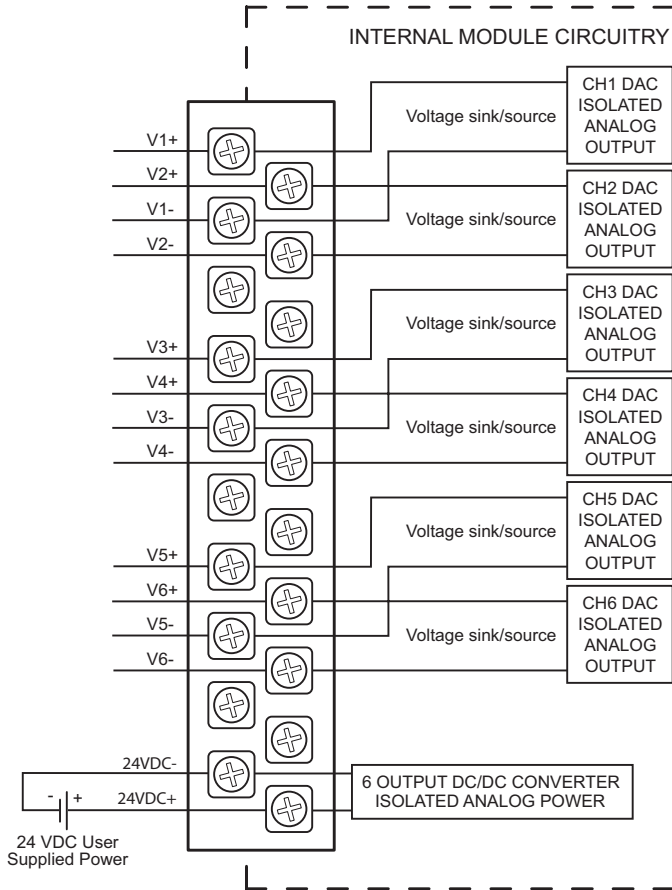 INTERNAL MODULE CIRCUITRY
V1+
V2+
V1-
V2-
V3+
V4+
V3-
V4-
V5+
V6+
V5-
V6-
24VDC-
24VDC+
- +
24 VDC User
Supplied Power
Voltage sink/source
CH1 DAC
ISOLATED
ANALOG
OUTPUT
Voltage sink/source
CH2 DAC
ISOLATED
ANALOG
OUTPUT
Voltage sink/source
CH3 DAC
ISOLATED
ANALOG
OUTPUT
Voltage sink/source
CH4 DAC
ISOLATED
ANALOG
OUTPUT
Voltage sink/source
CH5 DAC
ISOLATED
ANALOG
OUTPUT
Voltage sink/source
CH6 DAC
ISOLATED
ANALOG
OUTPUT
6 OUTPUT DC/DC CONVERTER
ISOLATED ANALOG POWER